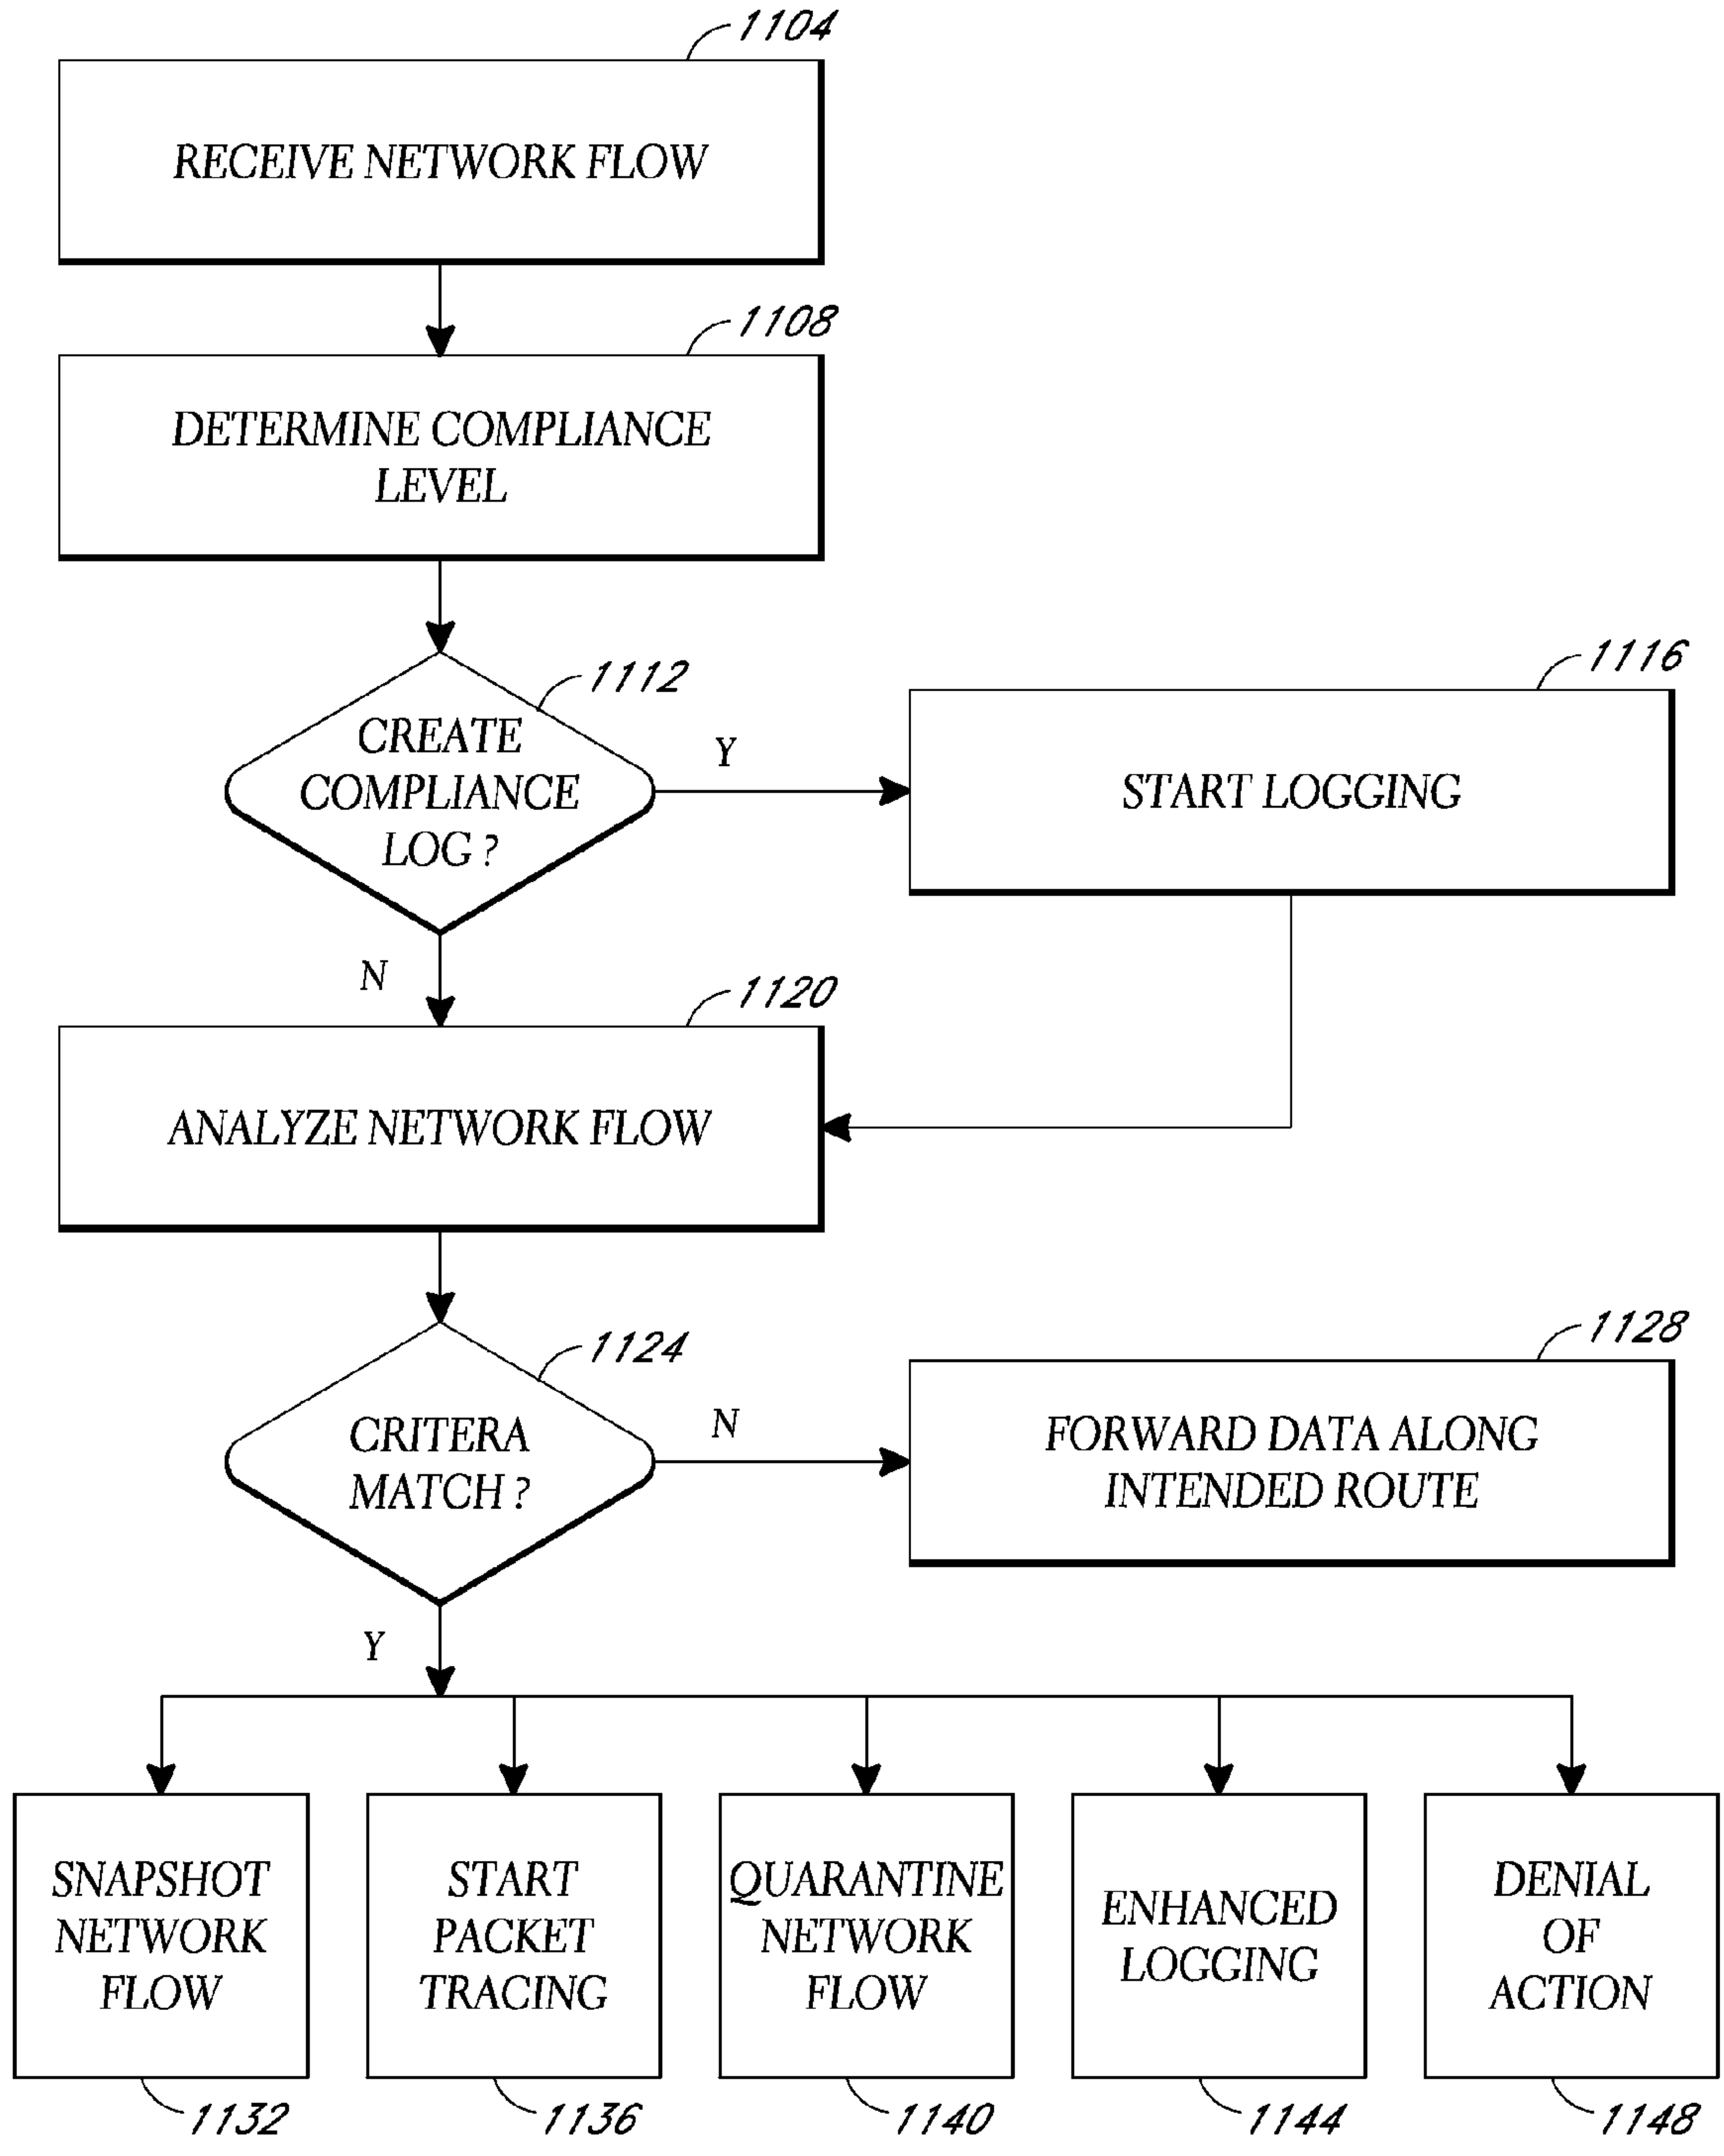 1104
RECEIVE NETWORK FLOW
1108
DETERMINE COMPLIANCE
LEVEL
1112
CREATE
COMPLIANCE
LOG ?
Y
1116
START LOGGING
N
1120
ANALYZE NETWORK FLOW
1124
CRITERA
MATCH ?
N
1128
FORWARD DATA ALONG
INTENDED ROUTE
Y
SNAPSHOT
NETWORK
FLOW
1132
START
PACKET
TRACING
1136
QUARANTINE
NETWORK
FLOW
1140
ENHANCED
LOGGING
1144
DENIAL
OF
ACTION
1148